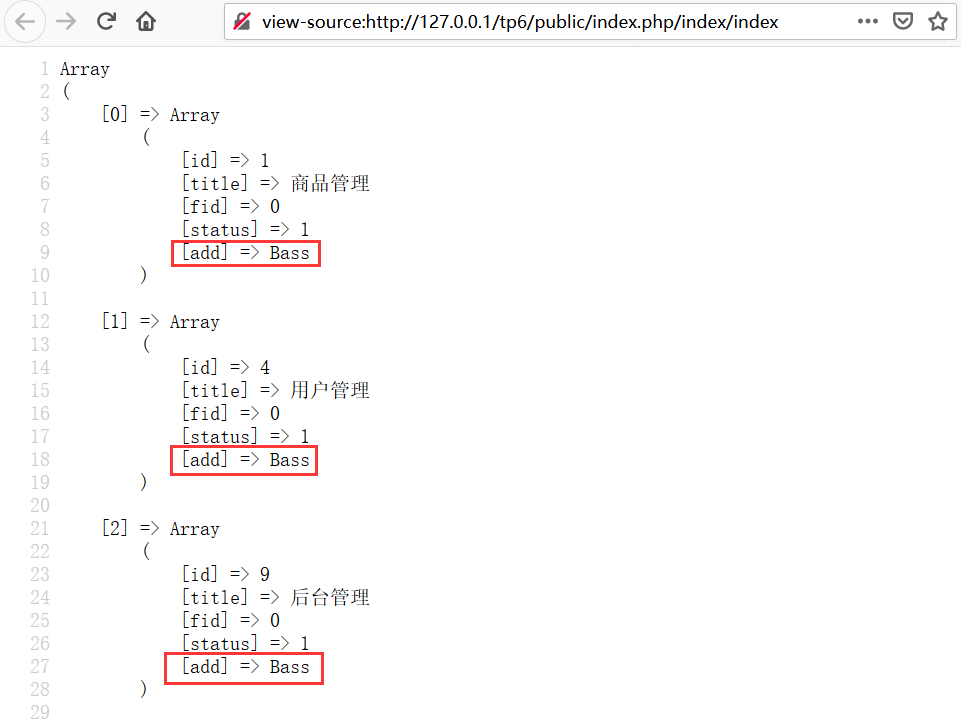 view-source:http://127.0.0.1/tp6/public/index.php/index/index
1 Array
2 (
3     [0] => Array
4         (
5             [id] => 1
6             [title] => 商品管理
7             [fid] => 0
8             [status] => 1
9             [add] => Bass
10         )
11
12     [1] => Array
13         (
14             [id] => 4
15             [title] => 用户管理
16             [fid] => 0
17             [status] => 1
18             [add] => Bass
19         )
20
21     [2] => Array
22         (
23             [id] => 9
24             [title] => 后台管理
25             [fid] => 0
26             [status] => 1
27             [add] => Bass
28         )
29